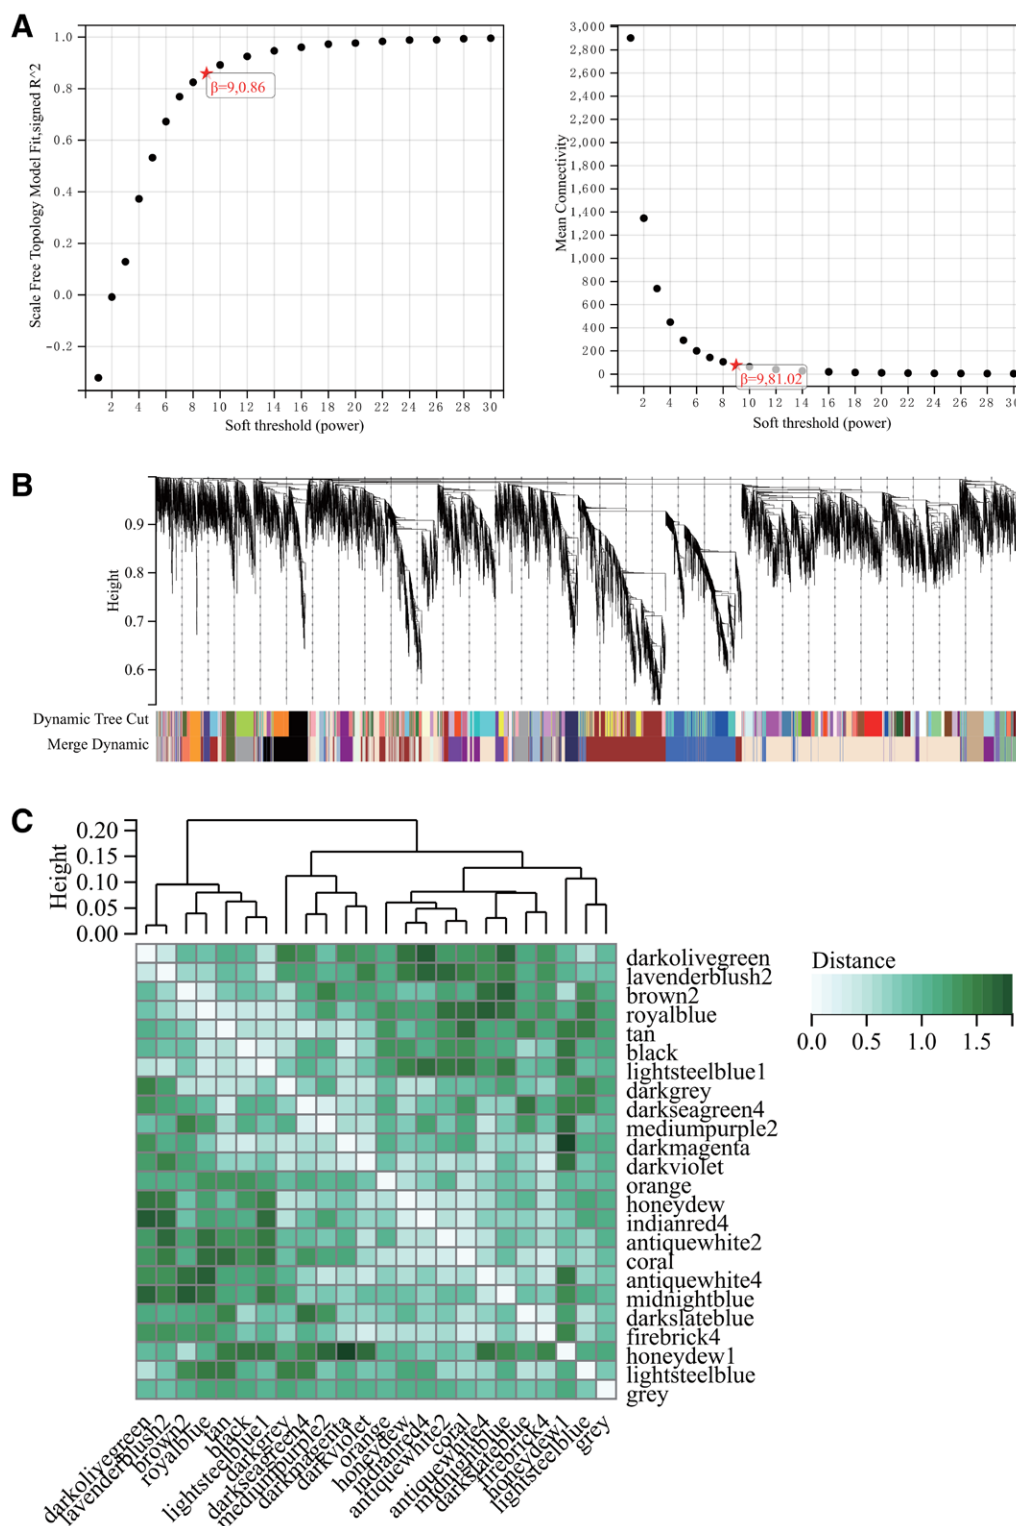 A
Scale Free Topology Model Fit,signed R^2
1.0
0.8
0.6
0.4
0.2
0.0
−0.2
β=9,0.86
2 4 6 8 10 12 14 16 18 20 22 24 26 28 30
Soft threshold (power)
Mean Connectivity
3,000
2,800
2,600
2,400
2,200
2,000
1,800
1,600
1,400
1,200
1,000
800
600
400
200
0
β=9,81.02
2 4 6 8 10 12 14 16 18 20 22 24 26 28 30
Soft threshold (power)
B
Height
0.9
0.8
0.7
0.6
Dynamic Tree Cut
Merge Dynamic
C
Height
0.20
0.15
0.10
0.05
0.00
darkolivegreen
lavenderblush2
brown2
royalblue
tan
black
lightsteelblue1
darkgrey
darkseagreen4
mediumpurple2
darkmagenta
darkviolet
orange
honeydew
indianred4
antiquewhite2
coral
antiquewhite4
midnightblue
darkslateblue
firebrick4
honeydew1
lightsteelblue
grey
Distance
0.0 0.5 1.0 1.5
darkolivegreen
lavenderblush2
brown2
royalblue
tan
black
lightsteelblue1
darkgrey
darkseagreen4
mediumpurple2
darkmagenta
darkviolet
orange
honeydew
indianred4
antiquewhite2
coral
antiquewhite4
midnightblue
darkslateblue
firebrick4
honeydew1
lightsteelblue
grey